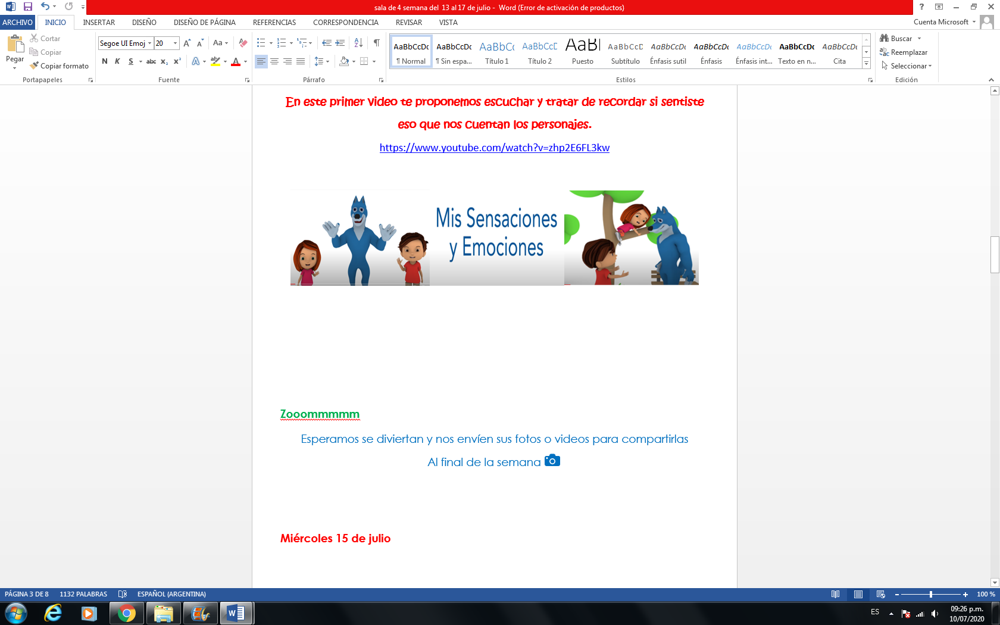 sala de 4 semana del 13 al 17 de julio - Word (Error de activación de productos)
ARCHIVO INICIO INSERTAR DISEÑO DISEÑO DE PÁGINA REFERENCIAS CORRESPONDENCIA REVISAR VISTA Cuenta Microsoft
Pegar
Cortar
Copiar
Copiar formato
Portapapeles
Segoe UI Emoj 20 Aa
N K S abc x₂ x² A ab A
Fuente
Párrafo
AaBbCcDc AaBbCcDc AaBbCc AaBbCcD AaBl AaBbCcD AaBbCcDc AaBbCcDc AaBbCcDc AaBbCcDc AaBbCcDc
¶ Normal ¶ Sin espa... Título 1 Título 2 Puesto Subtítulo Énfasis sutil Énfasis Énfasis int... Texto en n... Cita
Estilos
Buscar
Reemplazar
Seleccionar
Edición
En este primer video te proponemos escuchar y tratar de recordar si sentiste
eso que nos cuentan los personajes.
https://www.youtube.com/watch?v=zhp2E6FL3kw
Mis Sensaciones
y Emociones
Zooommmmm
Esperamos se diviertan y nos envíen sus fotos o videos para compartirlas
Al final de la semana
Miércoles 15 de julio
PÁGINA 3 DE 8 1132 PALABRAS ESPAÑOL (ARGENTINA) 100 %
ES
09:26 p.m.
10/07/2020